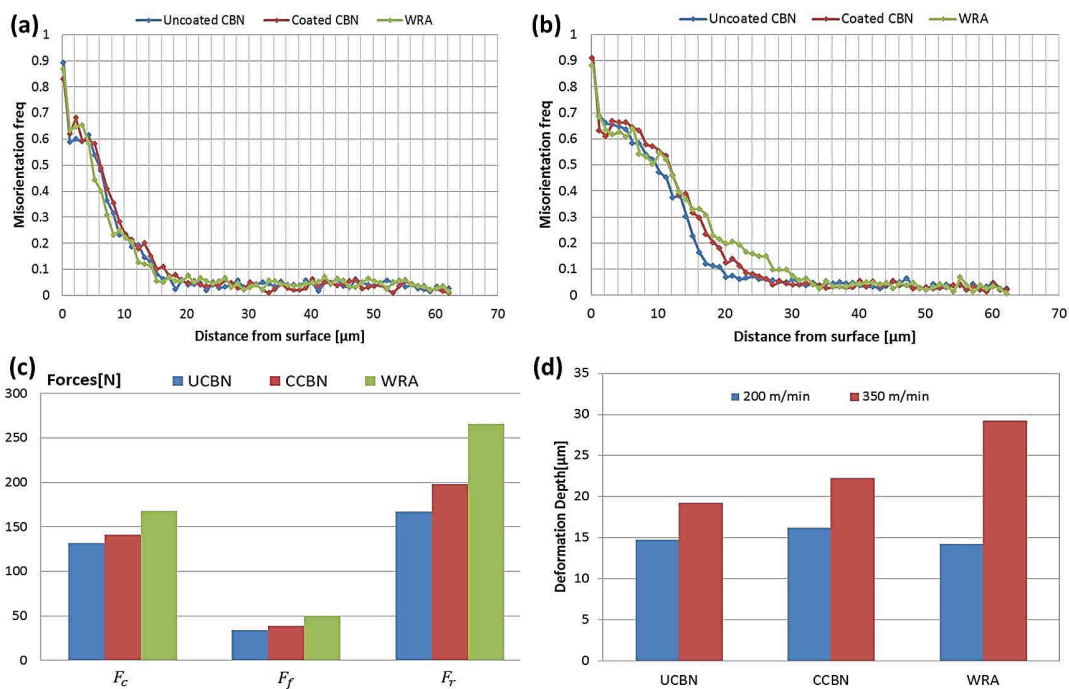 (a)
Uncoated CBN Coated CBN WRA
Misorientation freq
1
0.9
0.8
0.7
0.6
0.5
0.4
0.3
0.2
0.1
0
0 10 20 30 40 50 60 70
Distance from surface [µm]
(b)
Uncoated CBN Coated CBN WRA
Misorientation freq
1
0.9
0.8
0.7
0.6
0.5
0.4
0.3
0.2
0.1
0
0 10 20 30 40 50 60 70
Distance from surface [µm]
(c)
Forces[N] UCBN CCBN WRA
300
250
200
150
100
50
0
F_c F_f F_r
(d)
200 m/min 350 m/min
Deformation Depth[µm]
35
30
25
20
15
10
5
0
UCBN CCBN WRA